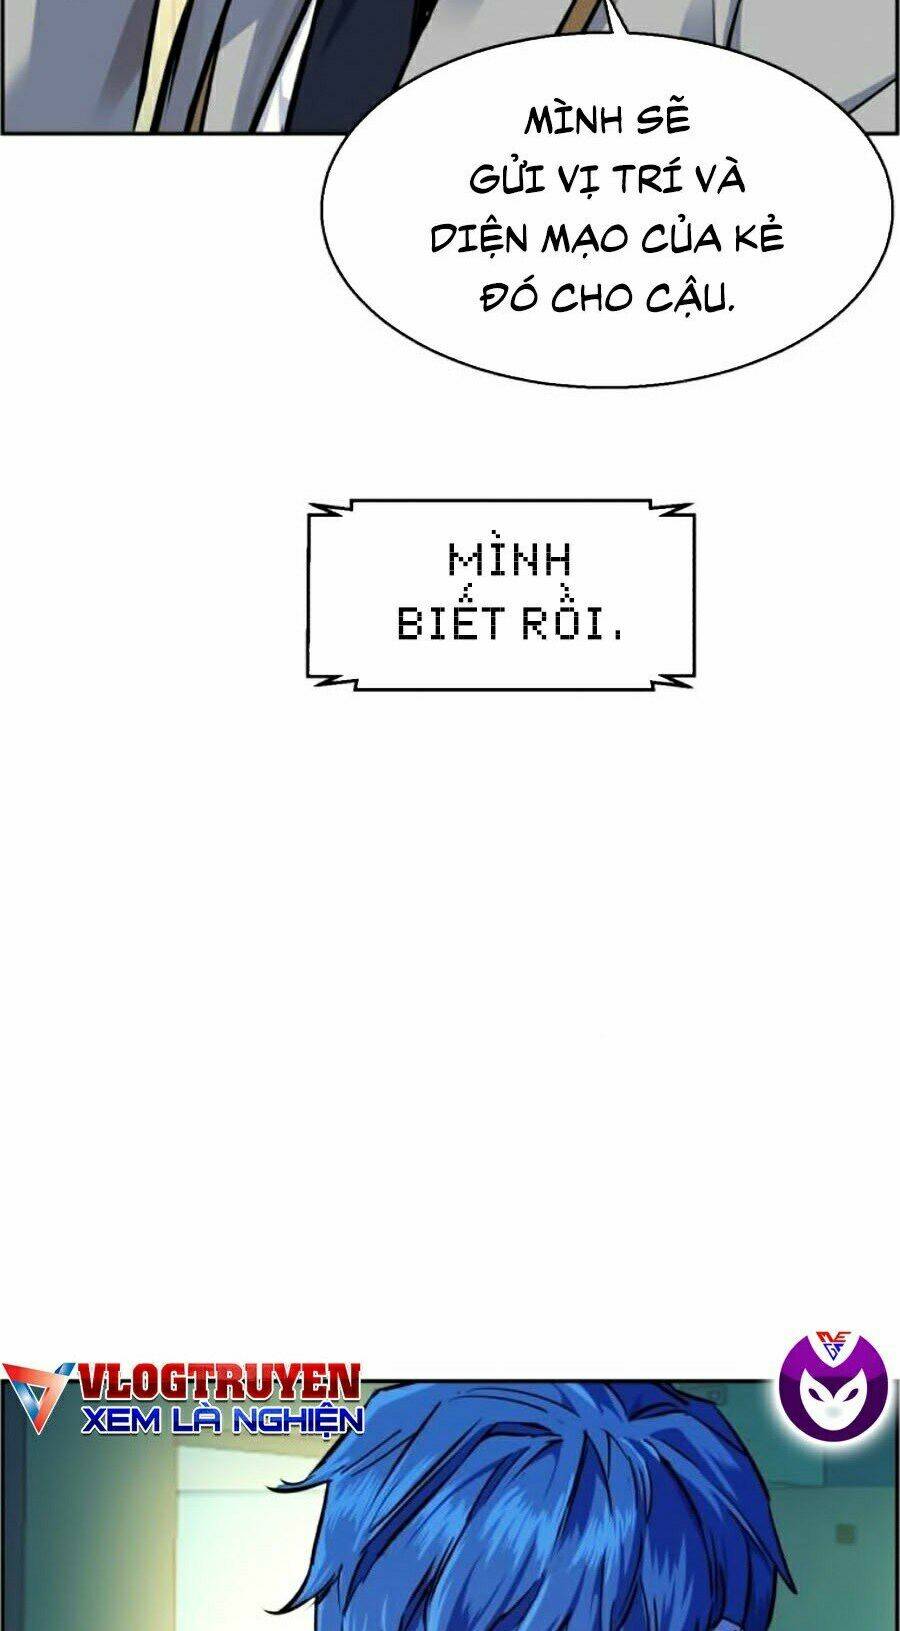 MÌNH SẼ
GỬI VỊ TRÍ VÀ
DIỆN MẠO CỦA KẺ
ĐÓ CHO CẬU.
MÌNH
BIẾT RỒI.
VLOGTRUYEN
XEM LÀ NGHIỆN